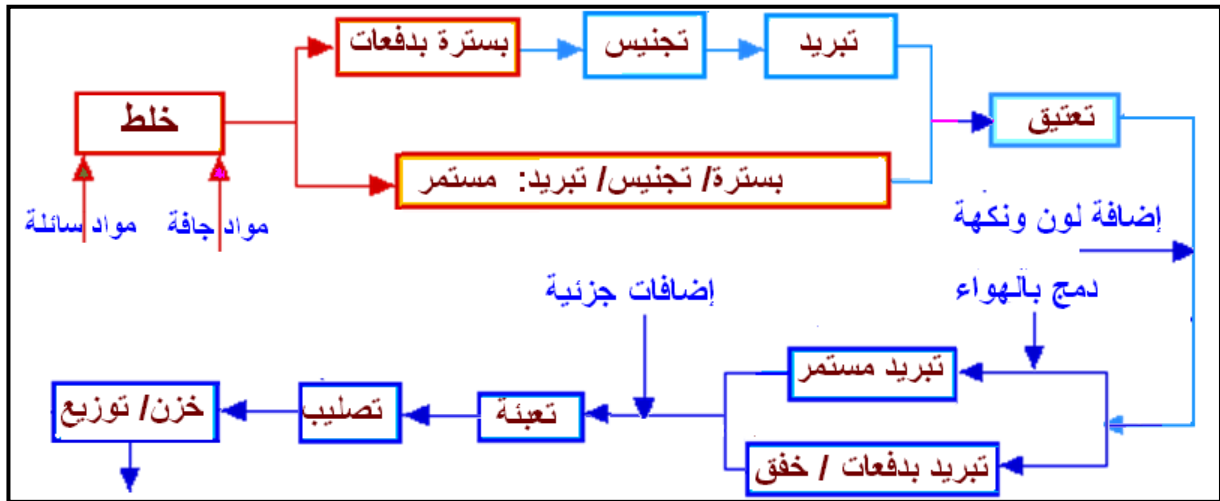 بسترة بدفعات
تجنيس
تبريد
خلط
تعتيق
بسترة/ تجنيس/ تبريد: مستمر
مواد سائلة
مواد جافة
إضافة لون ونكهة
إضافات جزئية
دمج بالهواء
تبريد مستمر
تبريد بدفعات / خفق
تعبئة
تصليب
خزن/ توزيع